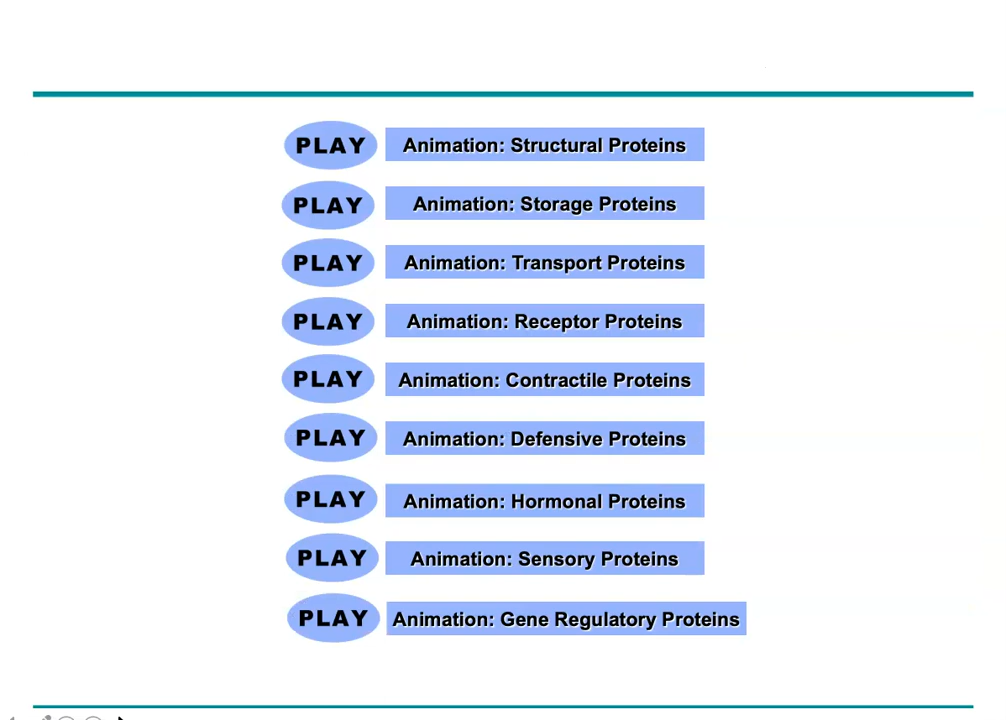 PLAY Animation: Structural Proteins
PLAY Animation: Storage Proteins
PLAY Animation: Transport Proteins
PLAY Animation: Receptor Proteins
PLAY Animation: Contractile Proteins
PLAY Animation: Defensive Proteins
PLAY Animation: Hormonal Proteins
PLAY Animation: Sensory Proteins
PLAY Animation: Gene Regulatory Proteins